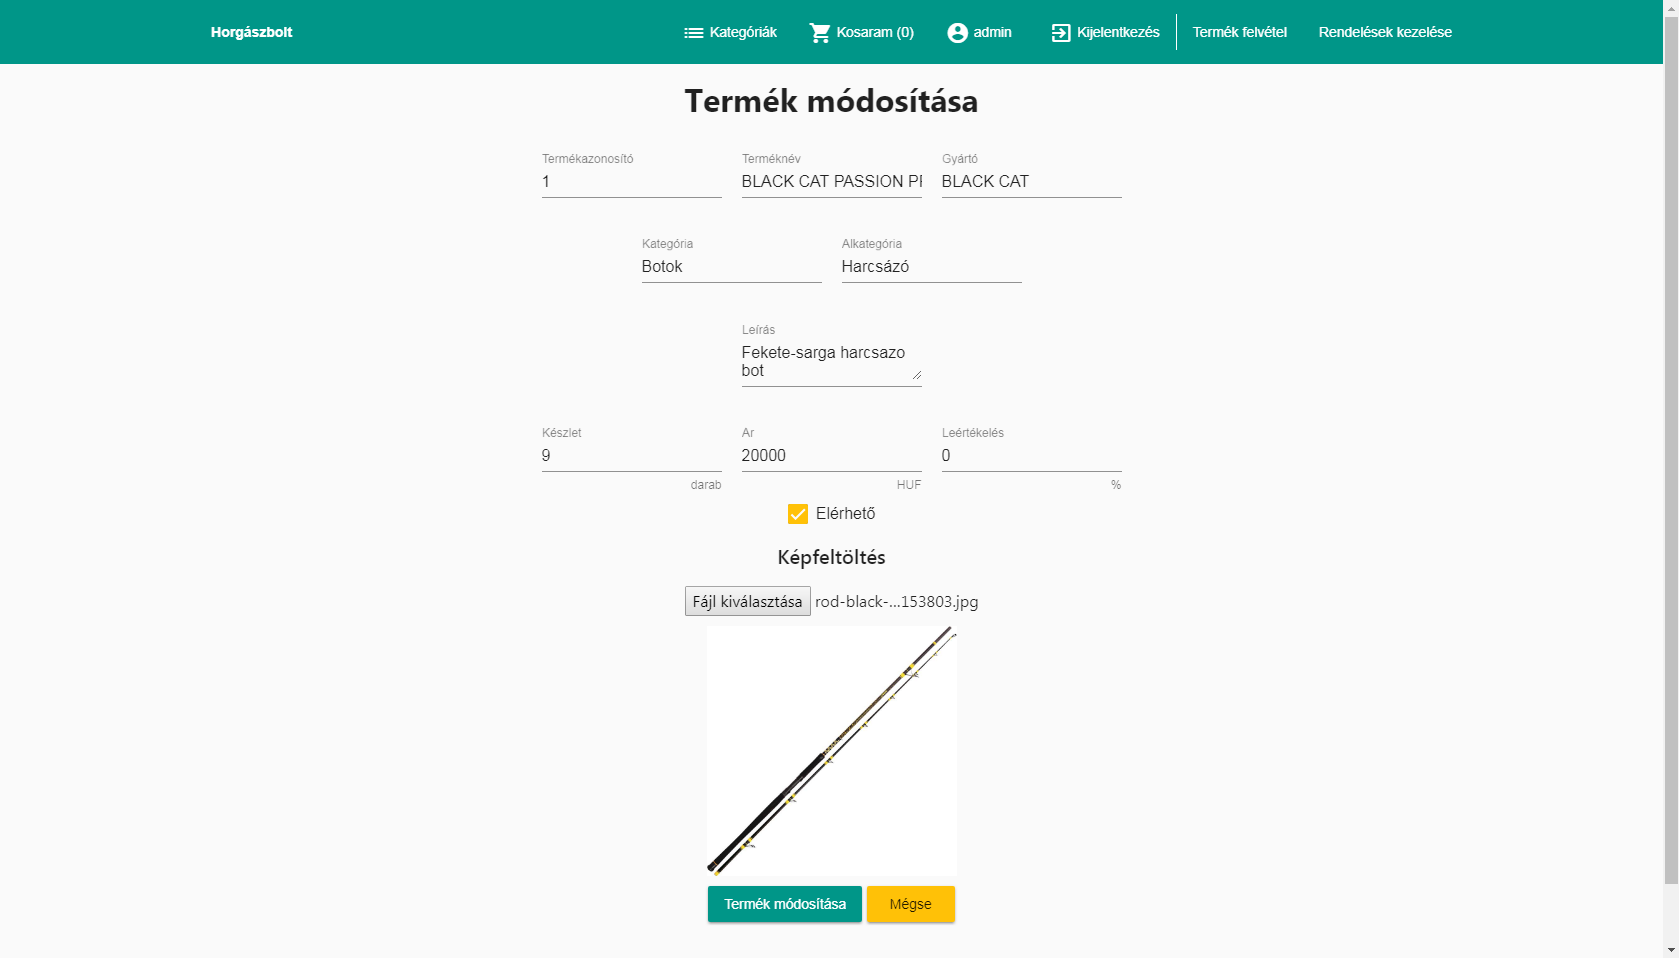 Horgászbolt
Kategóriák
Kosaram (0)
admin
Kijelentkezés
Termék felvétel
Rendelések kezelése
Termék módosítása
Termékazonosító
1
Terméknév
BLACK CAT PASSION
Gyártó
BLACK CAT
Kategória
Botok
Alkategória
Harcsázó
Leírás
Fekete-sarga harcsazo
bot
Készlet
9
darab
Ar
20000
HUF
Leértékelés
0
%
Elérhető
Képfeltöltés
Fájl kiválasztása rod-black-...153803.jpg
Termék módosítása
Mégse